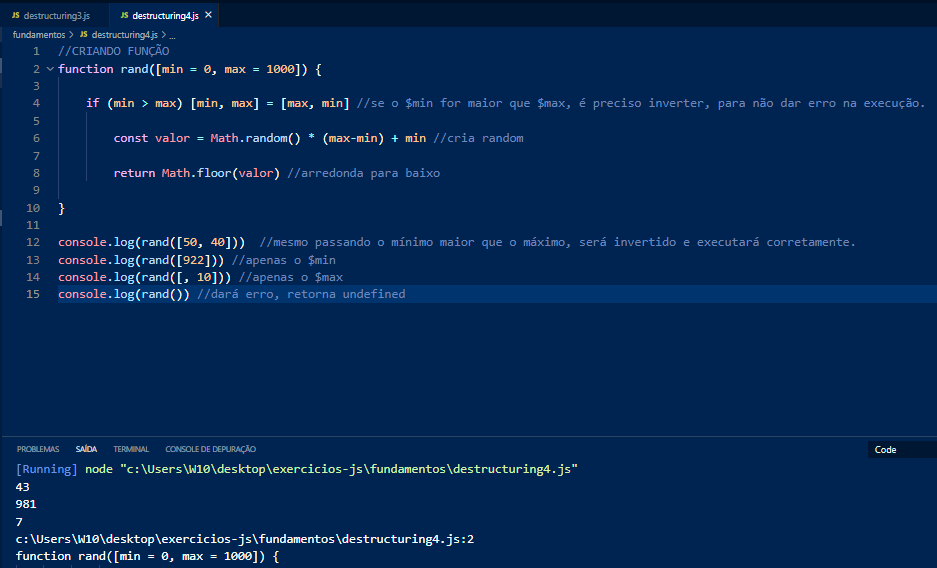 JS destructuring3.js JS destructuring4.js ✕
fundamentos > JS destructuring4.js > ...
1 //CRIANDO FUNÇÃO
2 function rand([min = 0, max = 1000]) {
3
4 if (min > max) [min, max] = [max, min] //se o $min for maior que $max, é preciso inverter, para não dar erro na execução.
5
6 const valor = Math.random() * (max-min) + min //cria random
7
8 return Math.floor(valor) //arredonda para baixo
9
10 }
11
12 console.log(rand([50, 40])) //mesmo passando o mínimo maior que o máximo, será invertido e executará corretamente.
13 console.log(rand([922])) //apenas o $min
14 console.log(rand([, 10])) //apenas o $max
15 console.log(rand()) //dará erro, retorna undefined
PROBLEMAS SAÍDA TERMINAL CONSOLE DE DEPURAÇÃO Code
[Running] node "c:\Users\W10\desktop\exercicios-js\fundamentos\destructuring4.js"
43
981
7
c:\Users\W10\desktop\exercicios-js\fundamentos\destructuring4.js:2
function rand([min = 0, max = 1000]) {